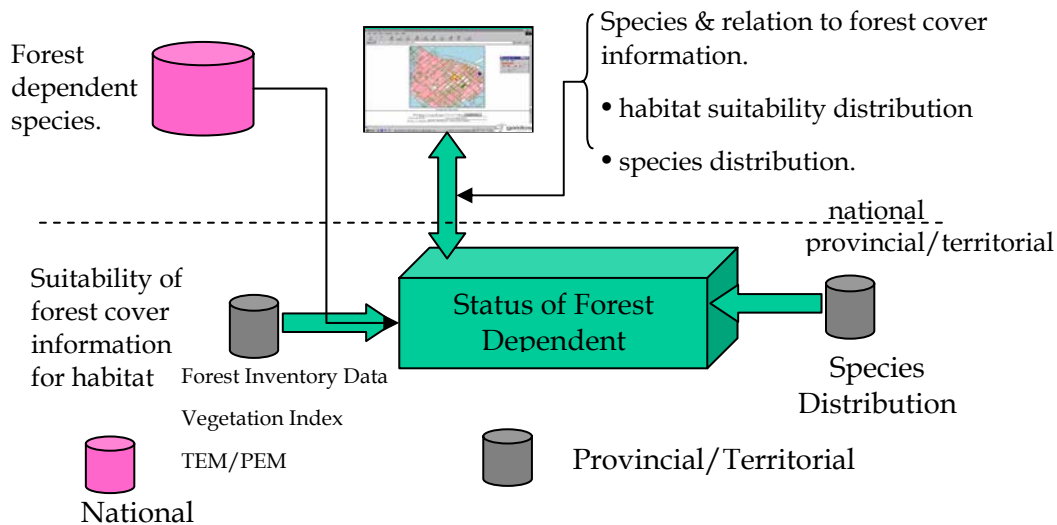 Forest
dependent
species.
Species & relation to forest cover
information.
• habitat suitability distribution
• species distribution.
national
provincial/territorial
Suitability of
forest cover
information
for habitat
Status of Forest
Dependent
Forest Inventory Data
Vegetation Index
TEM/PEM
Species
Distribution
National
Provincial/Territorial